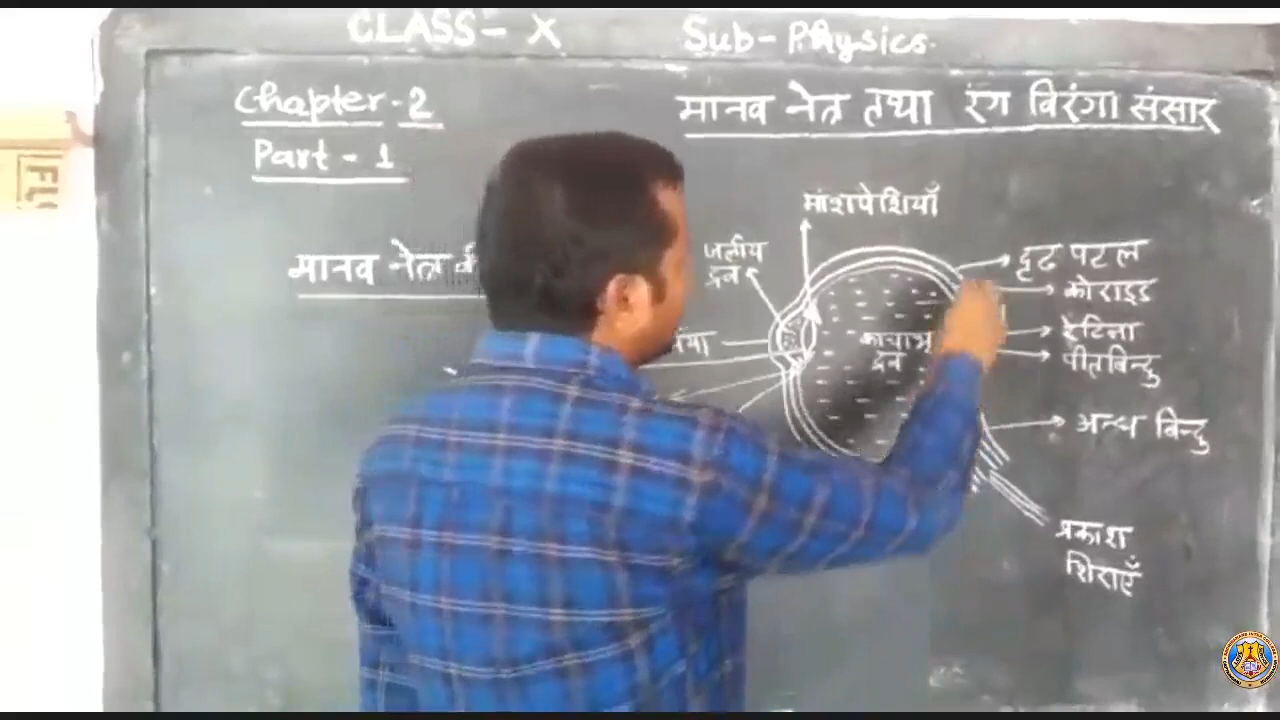 CLASS- X Sub-Physics.
Chapter-2
Part-1
मानव नेत्र तथा रंग बिरंगा संसार
मानव नेत्र
मांशपेशियाँ
जलीय
द्रव
दृढ पटल
कोराइड
रेटिना
पीतबिन्दु
काचाभ
द्रव
अन्ध बिन्दु
प्रकाश
शिराएँ